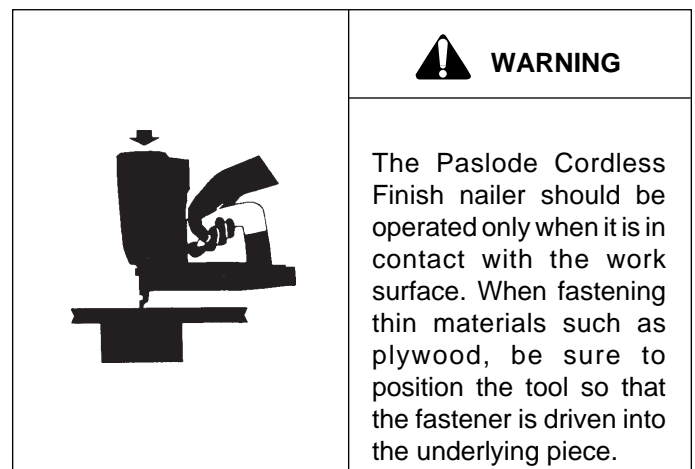 WARNING
The Paslode Cordless
Finish nailer should be
operated only when it is in
contact with the work
surface. When fastening
thin materials such as
plywood, be sure to
position the tool so that
the fastener is driven into
the underlying piece.